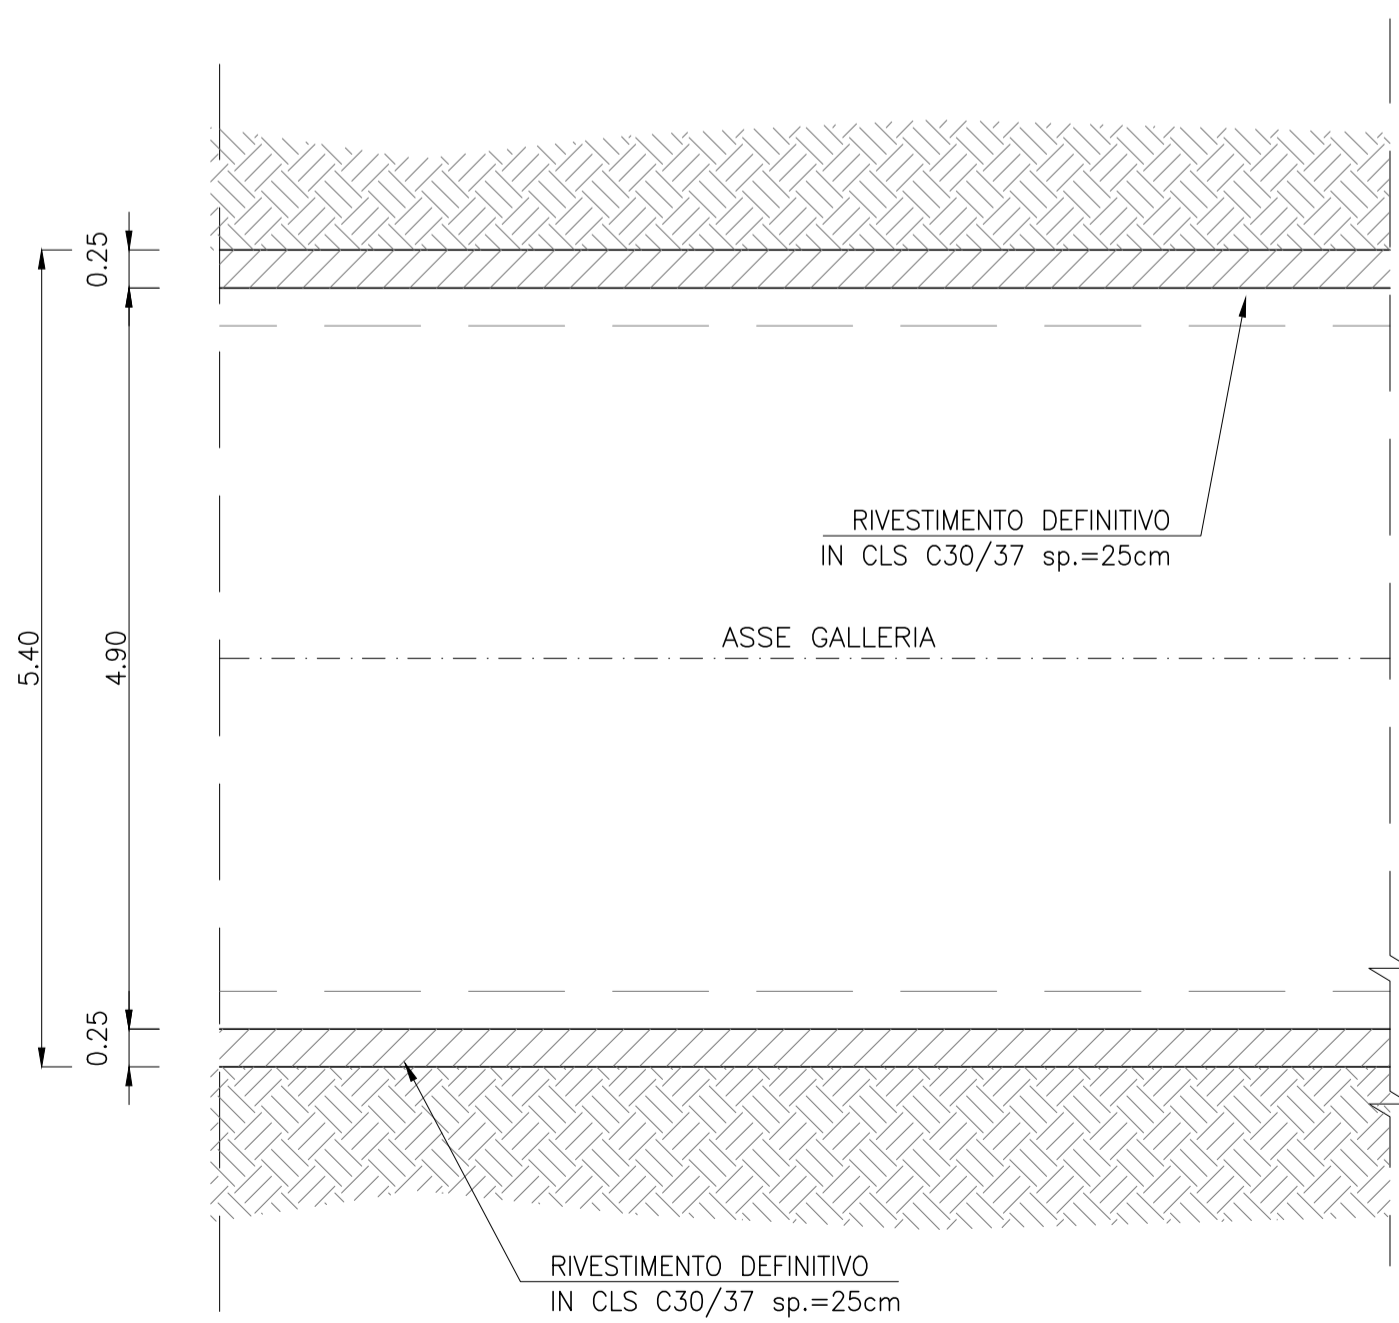 0.25
5.40
4.90
0.25
RIVESTIMENTO DEFINITIVO
IN CLS C30/37 sp.=25cm
ASSE GALLERIA
RIVESTIMENTO DEFINITIVO
IN CLS C30/37 sp.=25cm